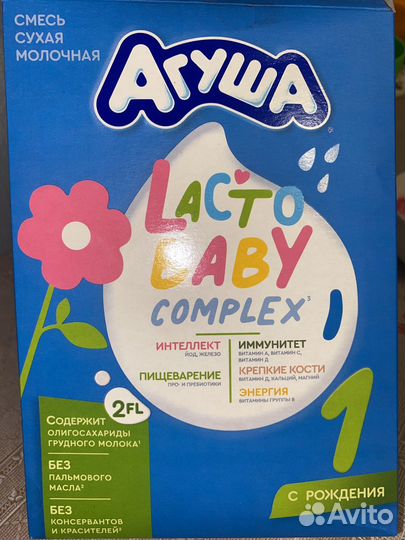 СМЕСЬ
СУХАЯ
МОЛОЧНАЯ
АГУША
LACTO
BABY
COMPLEX³
ИНТЕЛЛЕКТ
ЙОД, ЖЕЛЕЗО
ПИЩЕВАРЕНИЕ
ПРО- И ПРЕБИОТИКИ
ИММУНИТЕТ
ВИТАМИН А, ВИТАМИН С,
ВИТАМИН Д
КРЕПКИЕ КОСТИ
ВИТАМИН Д, КАЛЬЦИЙ, МАГНИЙ
ЭНЕРГИЯ
ВИТАМИНЫ ГРУППЫ В
2FL
СОДЕРЖИТ
ОЛИГОСАХАРИДЫ
ГРУДНОГО МОЛОКА¹
БЕЗ
ПАЛЬМОВОГО
МАСЛА²
БЕЗ
КОНСЕРВАНТОВ
И КРАСИТЕЛЕЙ³
1
С РОЖДЕНИЯ
Avito